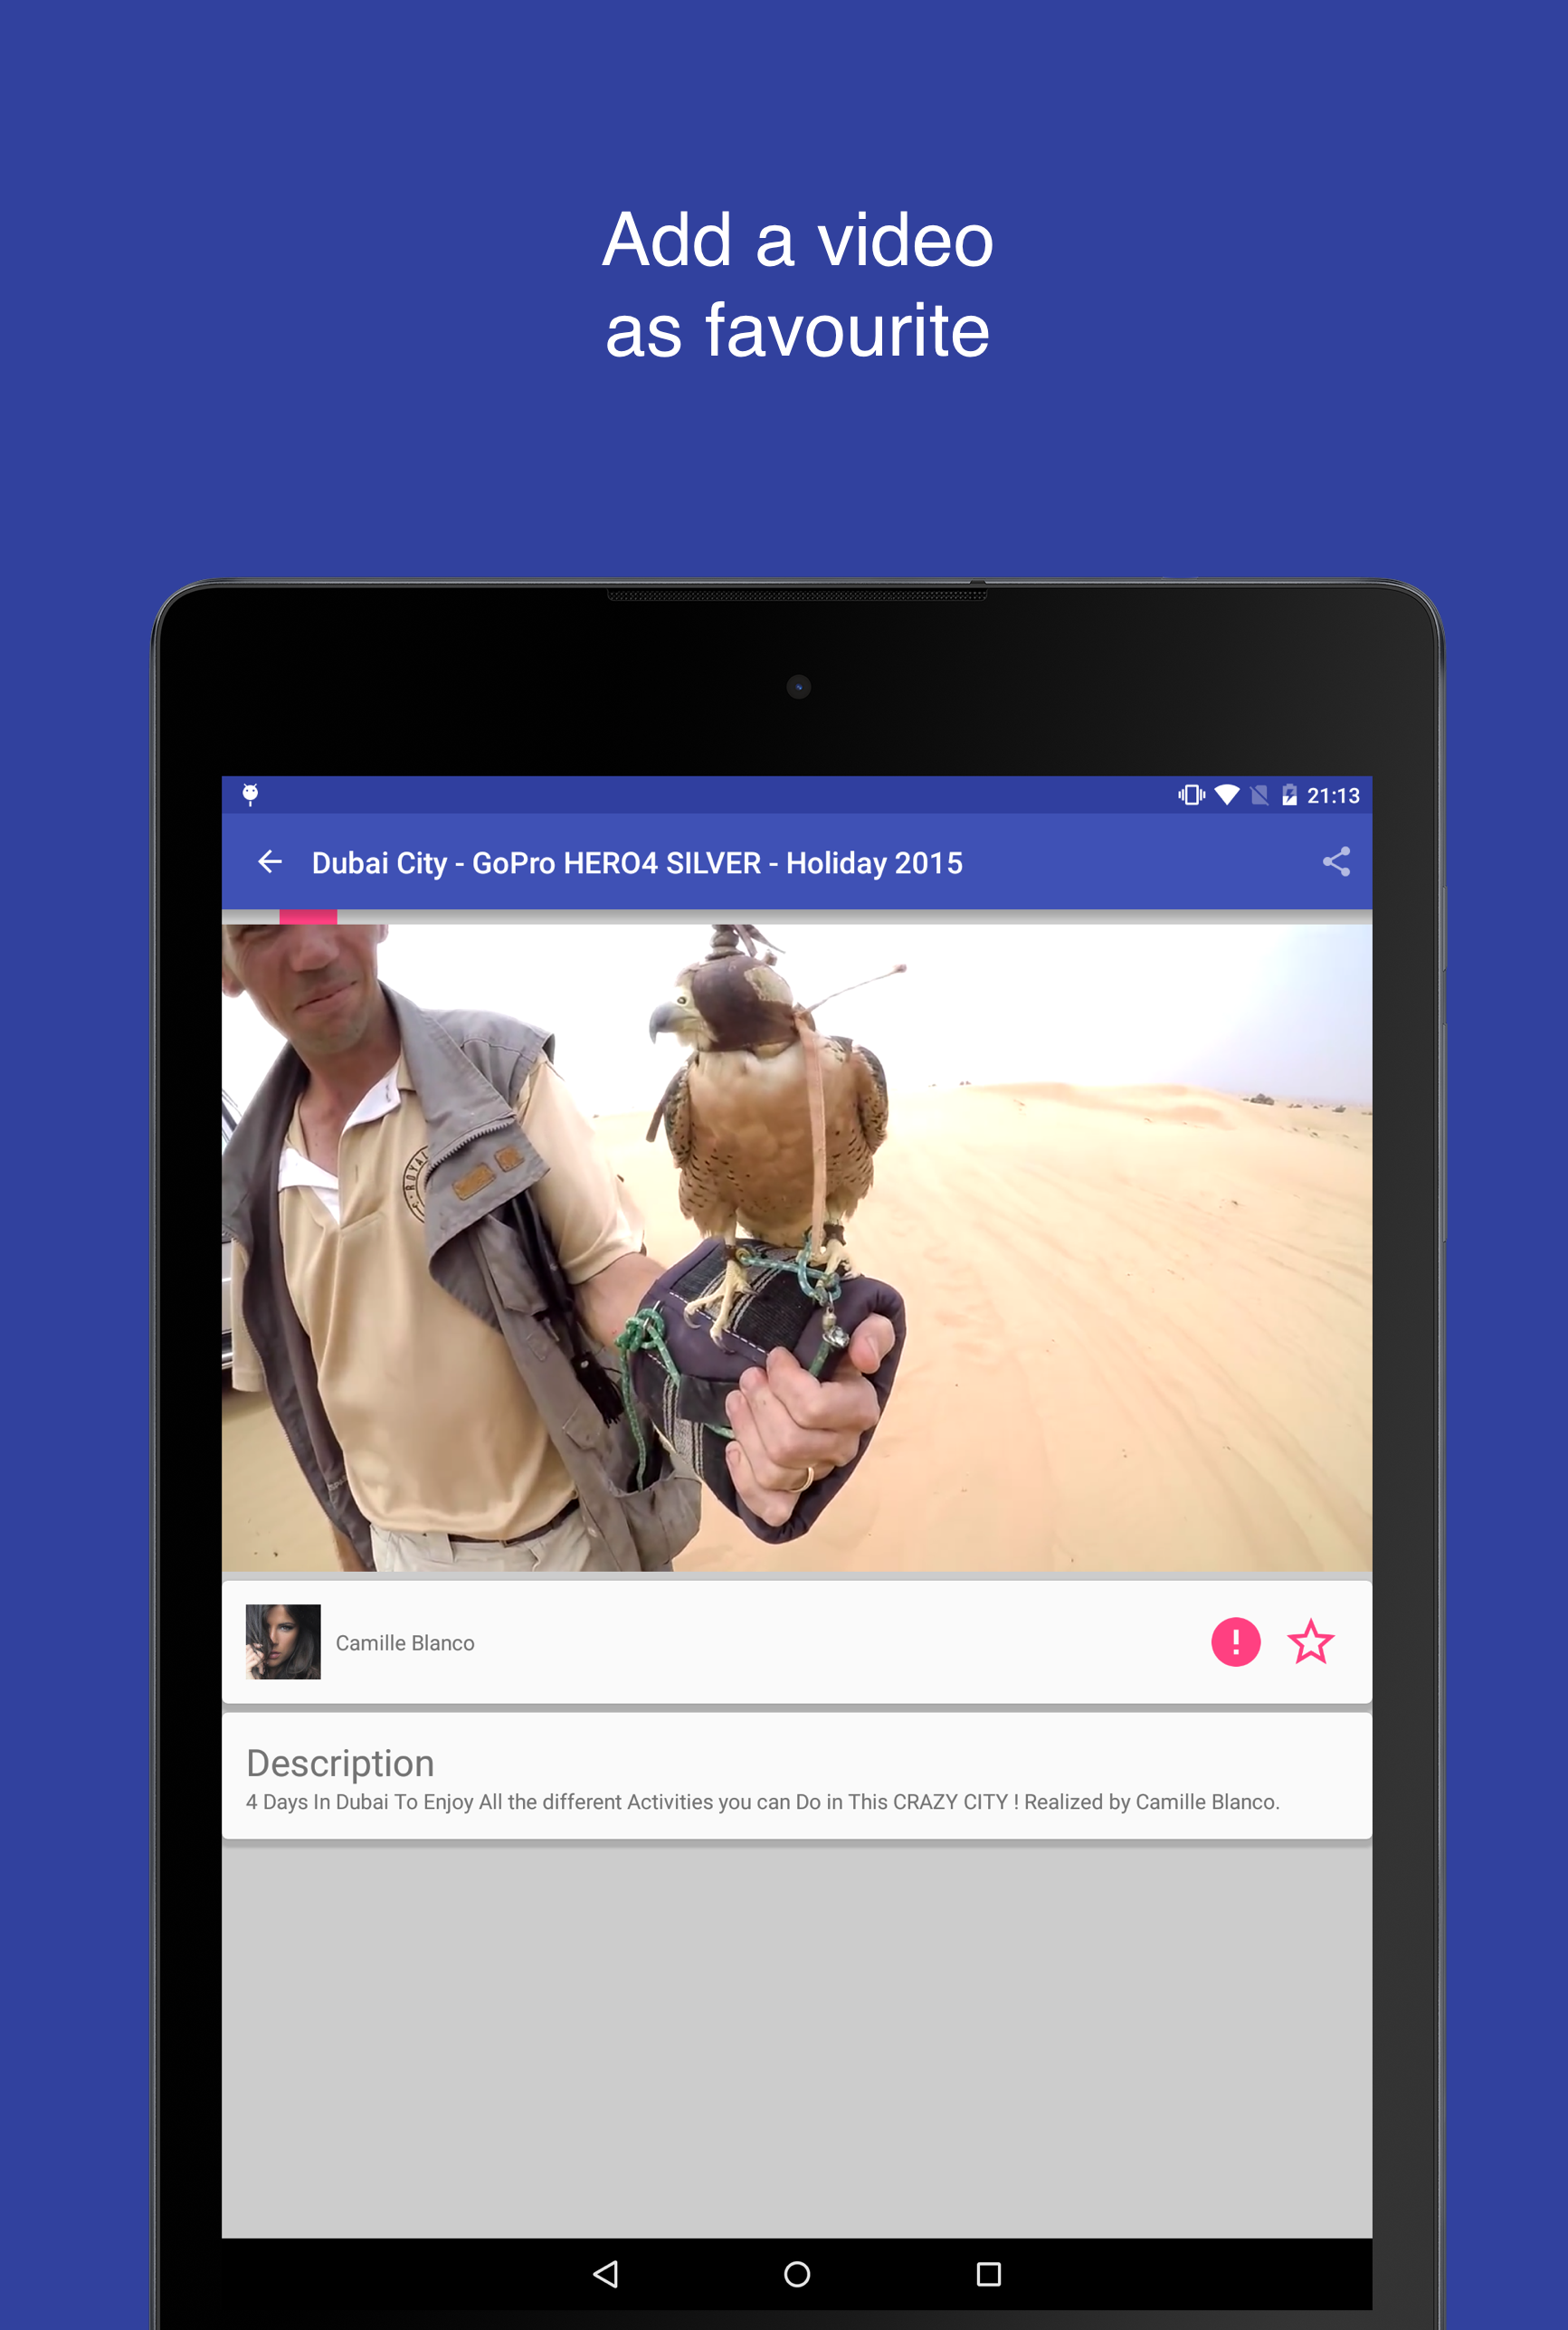 Add a video
as favourite
21:13
Dubai City - GoPro HERO4 SILVER - Holiday 2015
ROYAL
Camille Blanco
Description
4 Days In Dubai To Enjoy All the different Activities you can Do in This CRAZY CITY ! Realized by Camille Blanco.